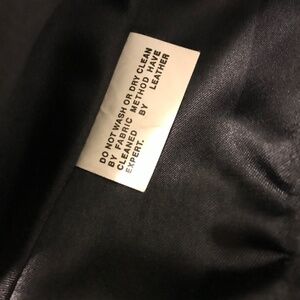 DO NOT WASH OR DRY CLEAN
BY FABRIC METHOD HAVE
CLEANED BY LEATHER
EXPERT.